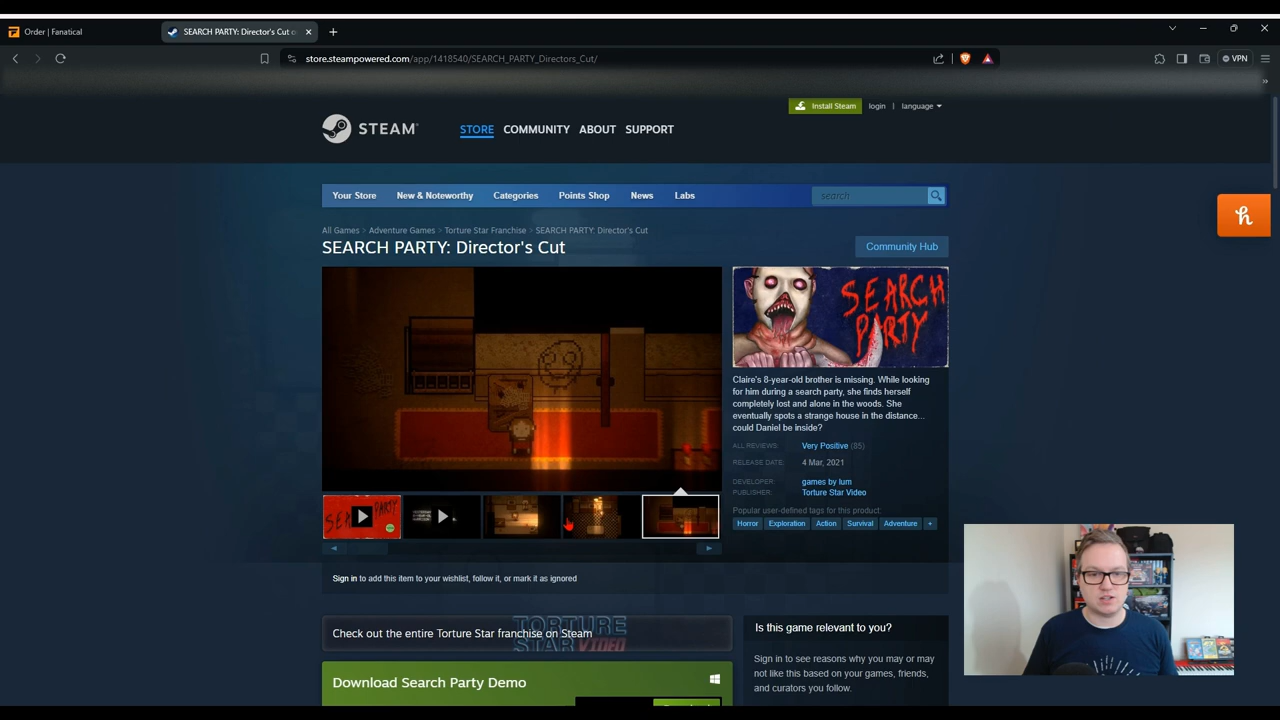 Order | Fanatical
SEARCH PARTY: Director's Cut o
store.steampowered.com/app/1418540/SEARCH_PARTY_Directors_Cut/
VPN
Install Steam
login
language
STEAM
STORE
COMMUNITY
ABOUT
SUPPORT
Your Store
New & Noteworthy
Categories
Points Shop
News
Labs
search
All Games > Adventure Games > Torture Star Franchise > SEARCH PARTY: Director's Cut
SEARCH PARTY: Director's Cut
Community Hub
SEARCH
PARTY
Claire's 8-year-old brother is missing. While looking
for him during a search party, she finds herself
completely lost and alone in the woods. She
eventually spots a strange house in the distance...
could Daniel be inside?
ALL REVIEWS: Very Positive (85)
RELEASE DATE: 4 Mar, 2021
DEVELOPER: games by lum
PUBLISHER: Torture Star Video
Popular user-defined tags for this product:
Horror
Exploration
Action
Survival
Adventure
+
Sign in to add this item to your wishlist, follow it, or mark it as ignored
Check out the entire Torture Star franchise on Steam
TORTURE
STAR VIDEO
Is this game relevant to you?
Sign in to see reasons why you may or may
not like this based on your games, friends,
and curators you follow.
Download Search Party Demo